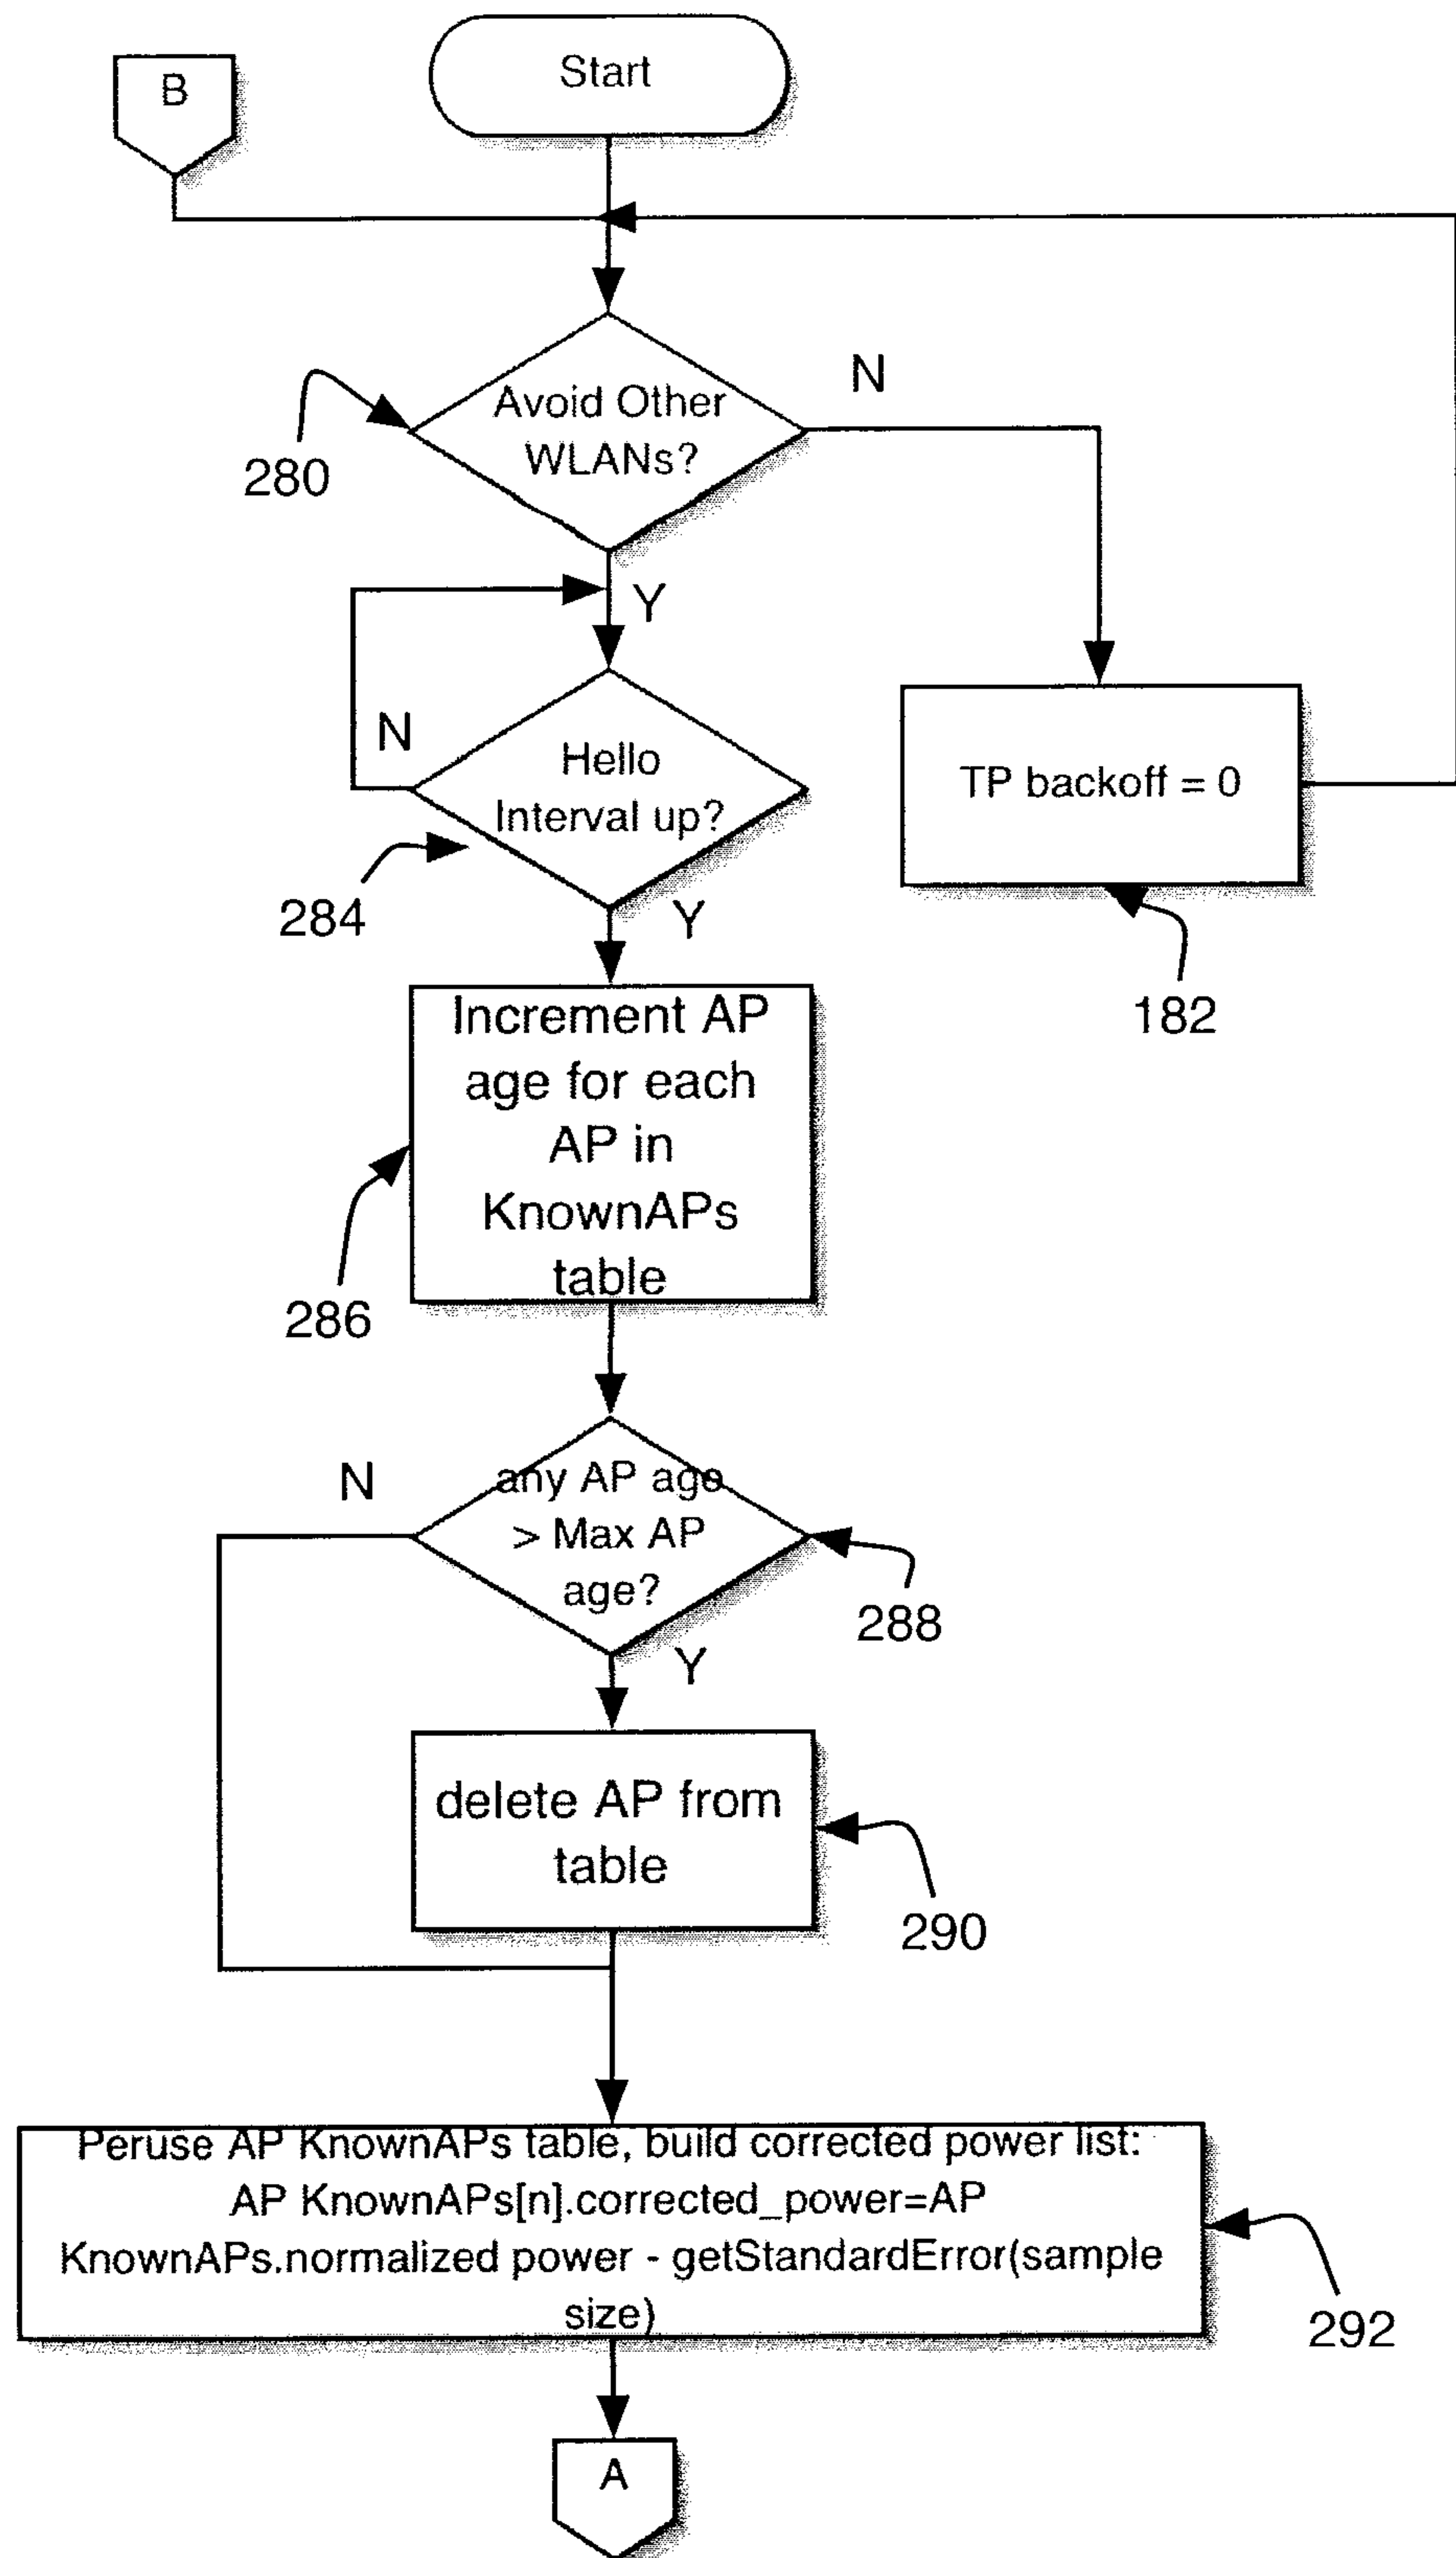 Start
B
Avoid Other
WLANs?
N
280
Y
N
Hello
Interval up?
TP backoff = 0
284
Y
182
Increment AP
age for each
AP in
KnownAPs
table
286
N
any AP age
> Max AP
age?
288
Y
delete AP from
table
290
Peruse AP KnownAPs table, build corrected power list:
AP KnownAPs[n].corrected_power=AP
KnownAPs.normalized power - getStandardError(sample
size)
292
A